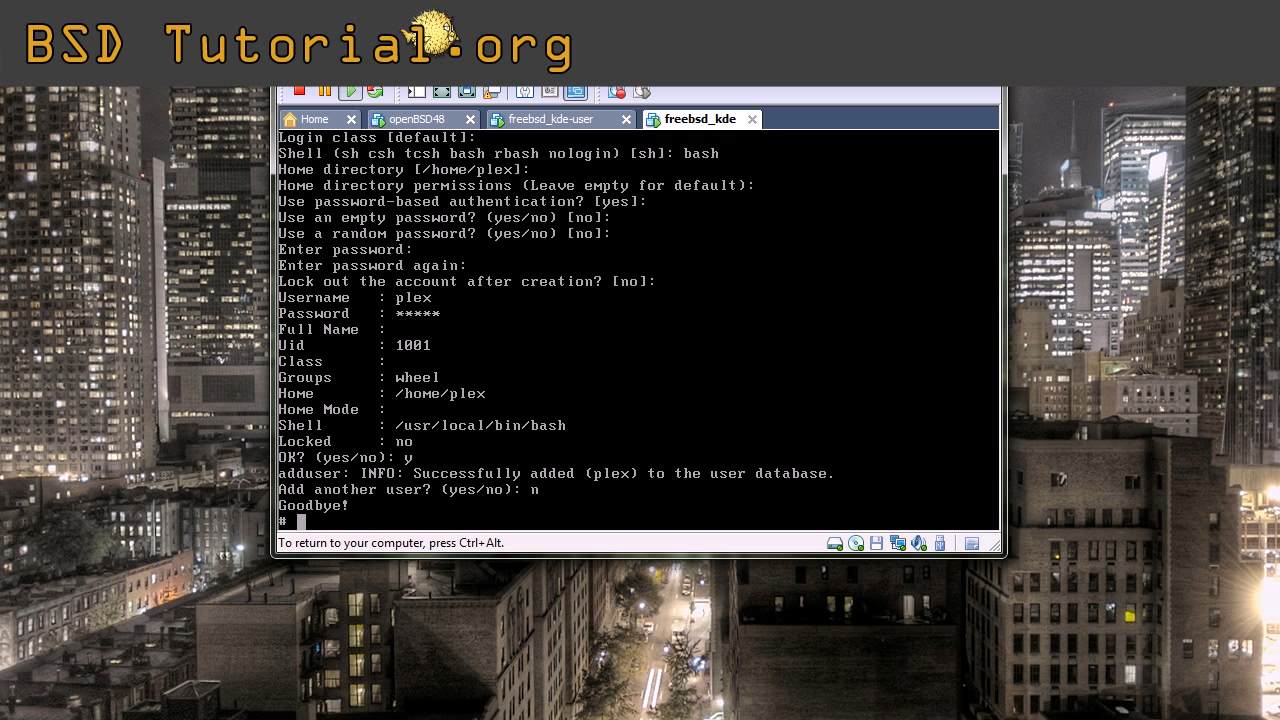 BSD Tutorial.org
Home
openBSD48
freebsd_kde-user
freebsd_kde
Login class [default]:
Shell (sh csh tcsh bash rbash nologin) [sh]: bash
Home directory [/home/plex]:
Home directory permissions (Leave empty for default):
Use password-based authentication? [yes]:
Use an empty password? (yes/no) [no]:
Use a random password? (yes/no) [no]:
Enter password:
Enter password again:
Lock out the account after creation? [no]:
Username   : plex
Password   : *****
Full Name  :
Uid        : 1001
Class      :
Groups     : wheel
Home       : /home/plex
Home Mode  :
Shell      : /usr/local/bin/bash
Locked     : no
OK? (yes/no): y
adduser: INFO: Successfully added (plex) to the user database.
Add another user? (yes/no): n
Goodbye!
#
To return to your computer, press Ctrl+Alt.